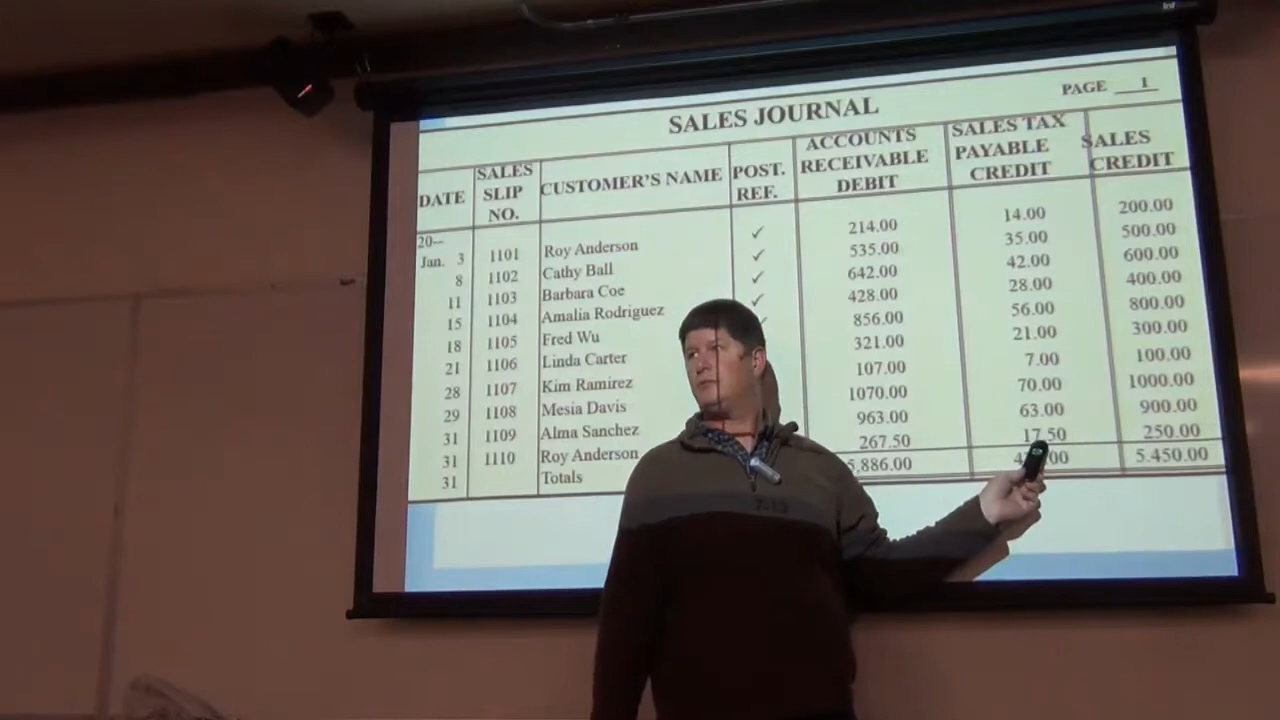 SALES JOURNAL PAGE 1
DATE SALES SLIP NO. CUSTOMER'S NAME POST. REF. ACCOUNTS RECEIVABLE DEBIT SALES TAX PAYABLE CREDIT SALES CREDIT
20--
Jan. 3 1101 Roy Anderson ✓ 214.00 14.00 200.00
8 1102 Cathy Ball ✓ 535.00 35.00 500.00
11 1103 Barbara Coe ✓ 642.00 42.00 600.00
15 1104 Amalia Rodriguez ✓ 428.00 28.00 400.00
18 1105 Fred Wu ✓ 856.00 56.00 800.00
21 1106 Linda Carter 321.00 21.00 300.00
28 1107 Kim Ramirez 107.00 7.00 100.00
29 1108 Mesia Davis 1070.00 70.00 1000.00
31 1109 Alma Sanchez 963.00 63.00 900.00
31 1110 Roy Anderson 267.50 17.50 250.00
31 Totals 5,886.00 5.450.00